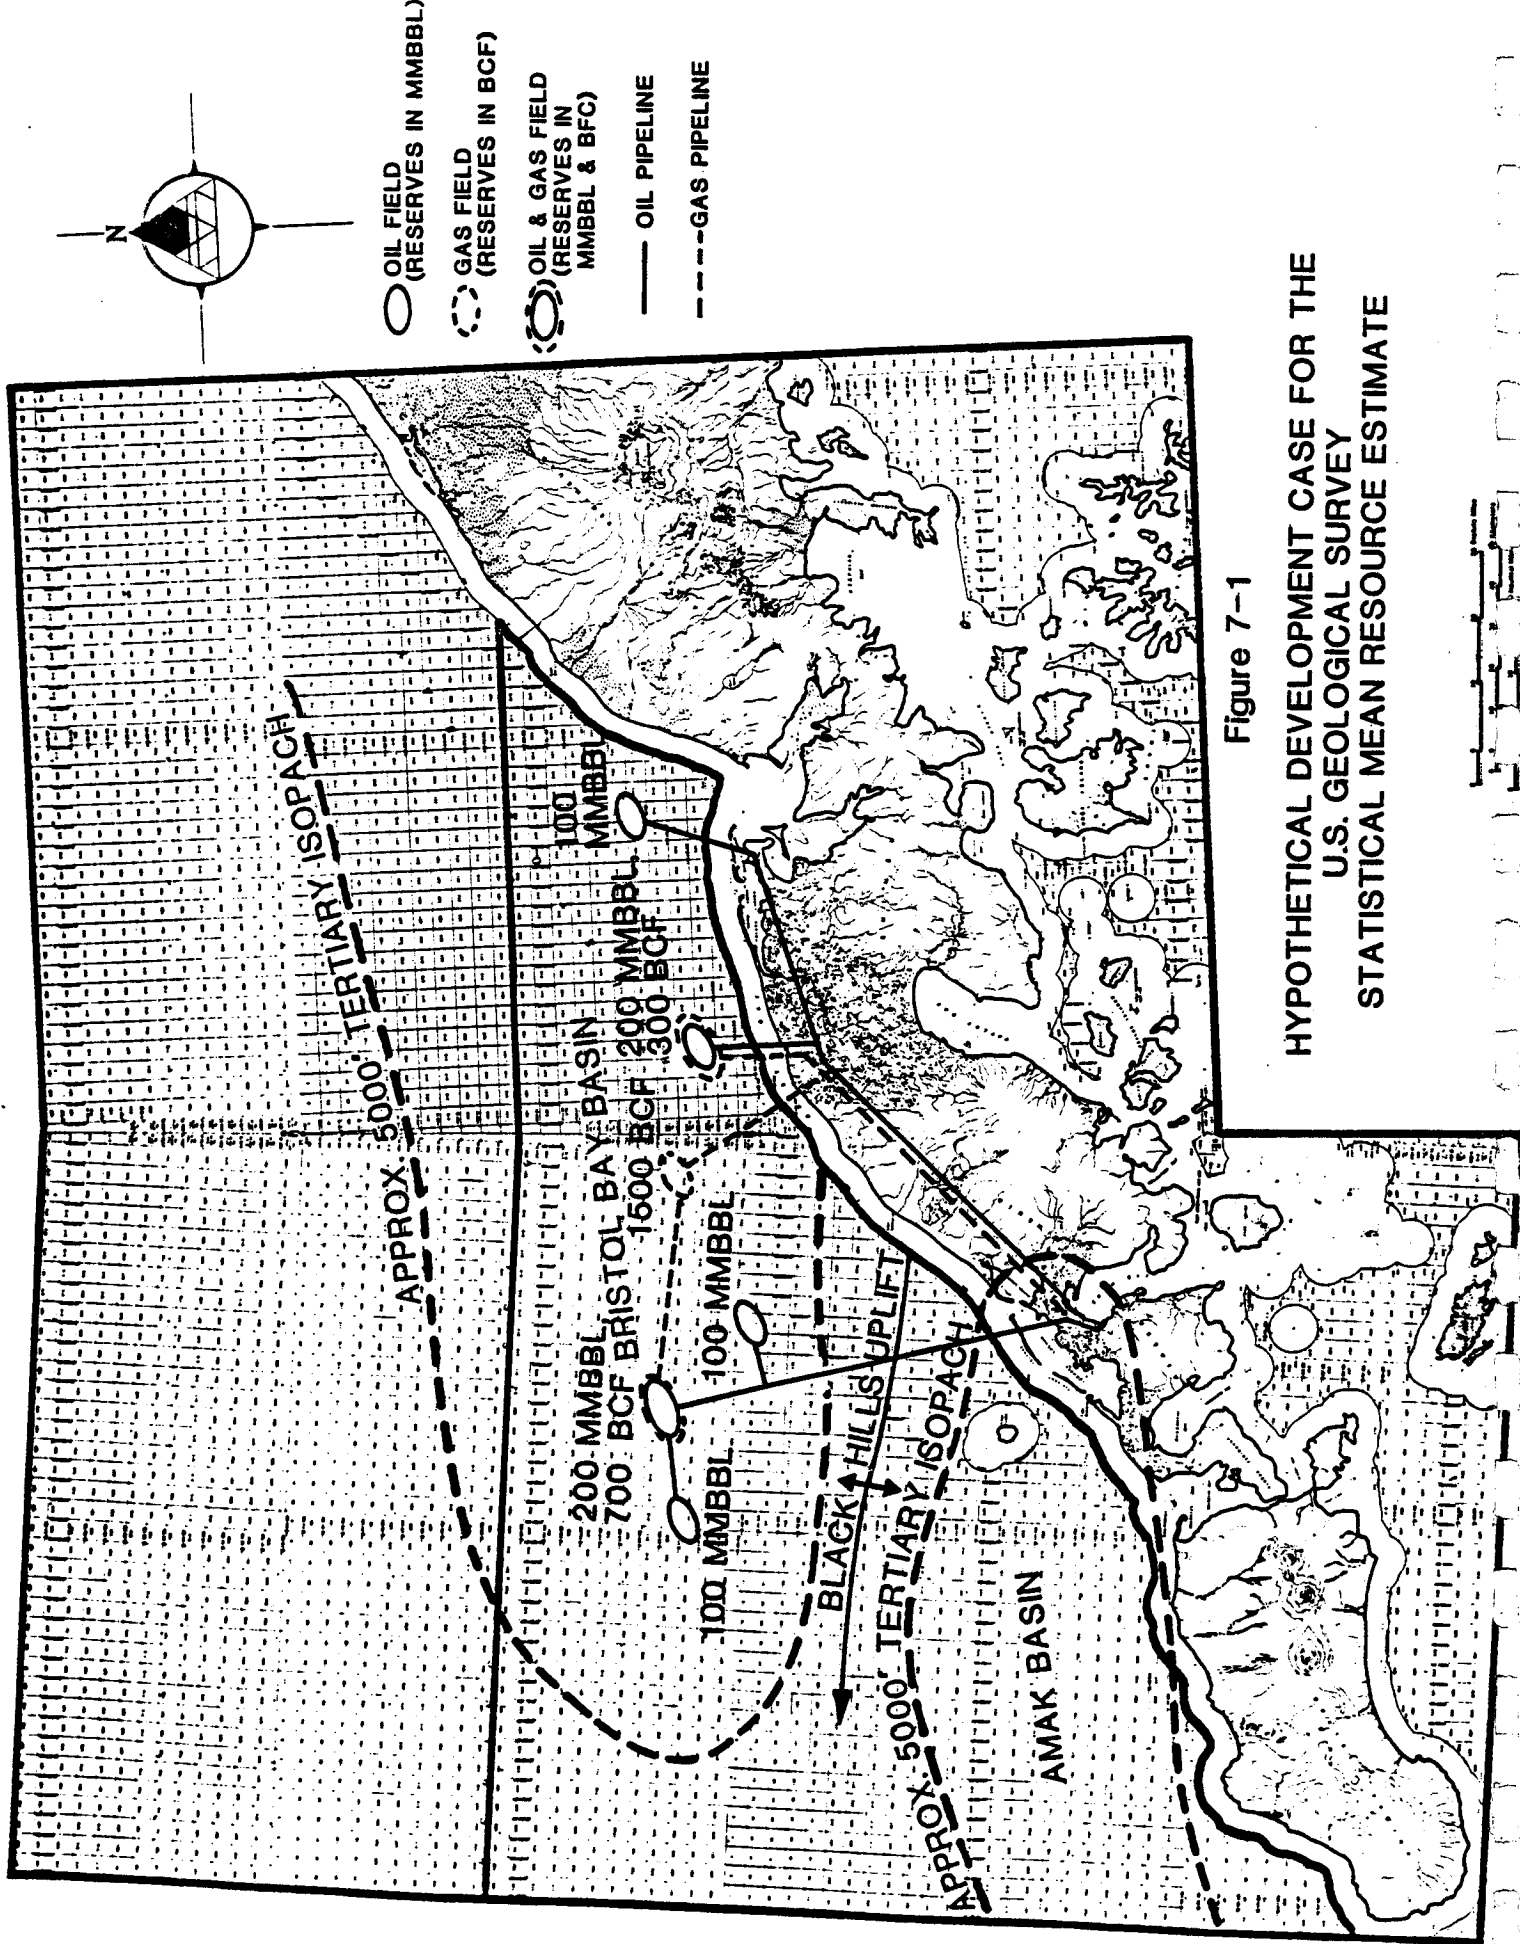 N
OIL FIELD
(RESERVES IN MMBBL)
GAS FIELD
(RESERVES IN BCF)
OIL & GAS FIELD
(RESERVES IN
MMBBL & BFC)
OIL PIPELINE
GAS PIPELINE
APPROX 5000' TERTIARY ISOPACH
100
MMBBL
200 MMBBL
300 BCF
1500 BCF
BRISTOL BAY BASIN
200 MMBBL
700 BCF
100 MMBBL
100 MMBBL
BLACK HILLS UPLIFT
APPROX. 5000' TERTIARY ISOPACH
AMAK BASIN
Figure 7-1
HYPOTHETICAL DEVELOPMENT CASE FOR THE
U.S. GEOLOGICAL SURVEY
STATISTICAL MEAN RESOURCE ESTIMATE